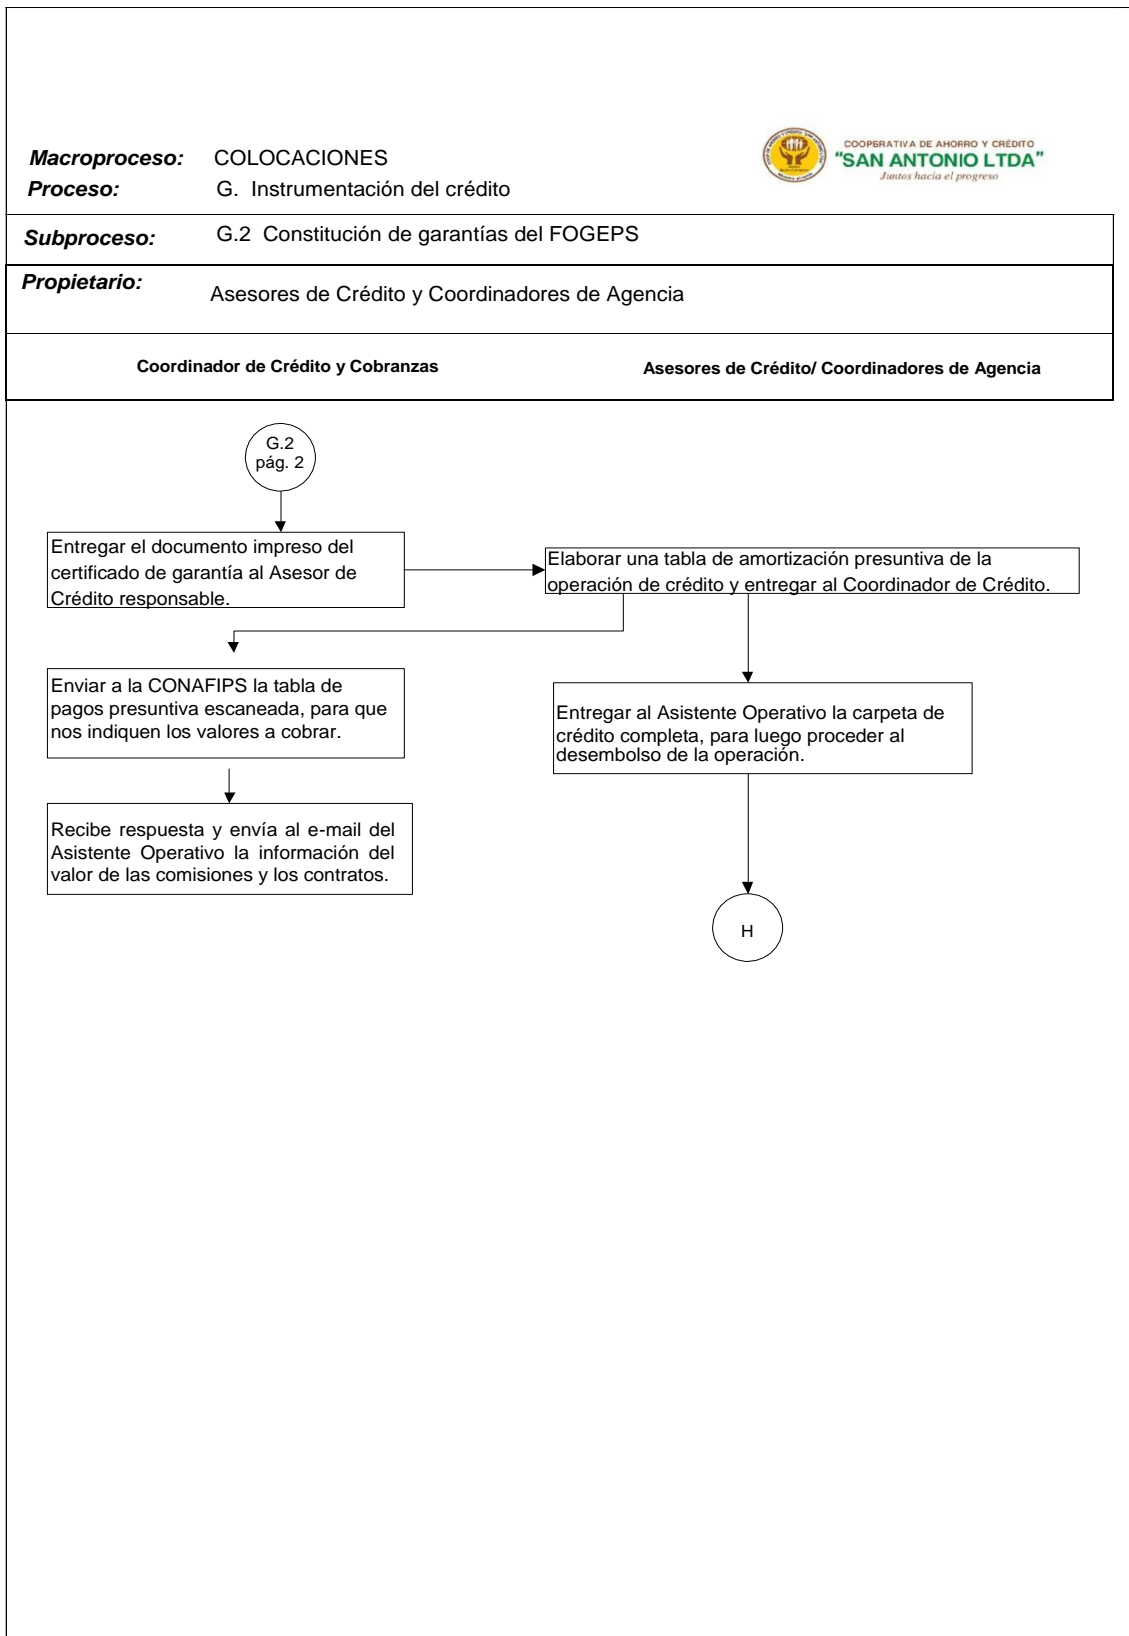 Macroproceso: COLOCACIONES
Proceso: G. Instrumentación del crédito
COOPERATIVA DE AHORRO Y CRÉDITO
"SAN ANTONIO LTDA"
Juntos hacia el progreso
Subproceso: G.2 Constitución de garantías del FOGEPS
Propietario: Asesores de Crédito y Coordinadores de Agencia
Coordinador de Crédito y Cobranzas
Asesores de Crédito/ Coordinadores de Agencia
G.2
pág. 2
Entregar el documento impreso del
certificado de garantía al Asesor de
Crédito responsable.
Elaborar una tabla de amortización presuntiva de la
operación de crédito y entregar al Coordinador de Crédito.
Enviar a la CONAFIPS la tabla de
pagos presuntiva escaneada, para que
nos indiquen los valores a cobrar.
Entregar al Asistente Operativo la carpeta de
crédito completa, para luego proceder al
desembolso de la operación.
Recibe respuesta y envía al e-mail del
Asistente Operativo la información del
valor de las comisiones y los contratos.
H